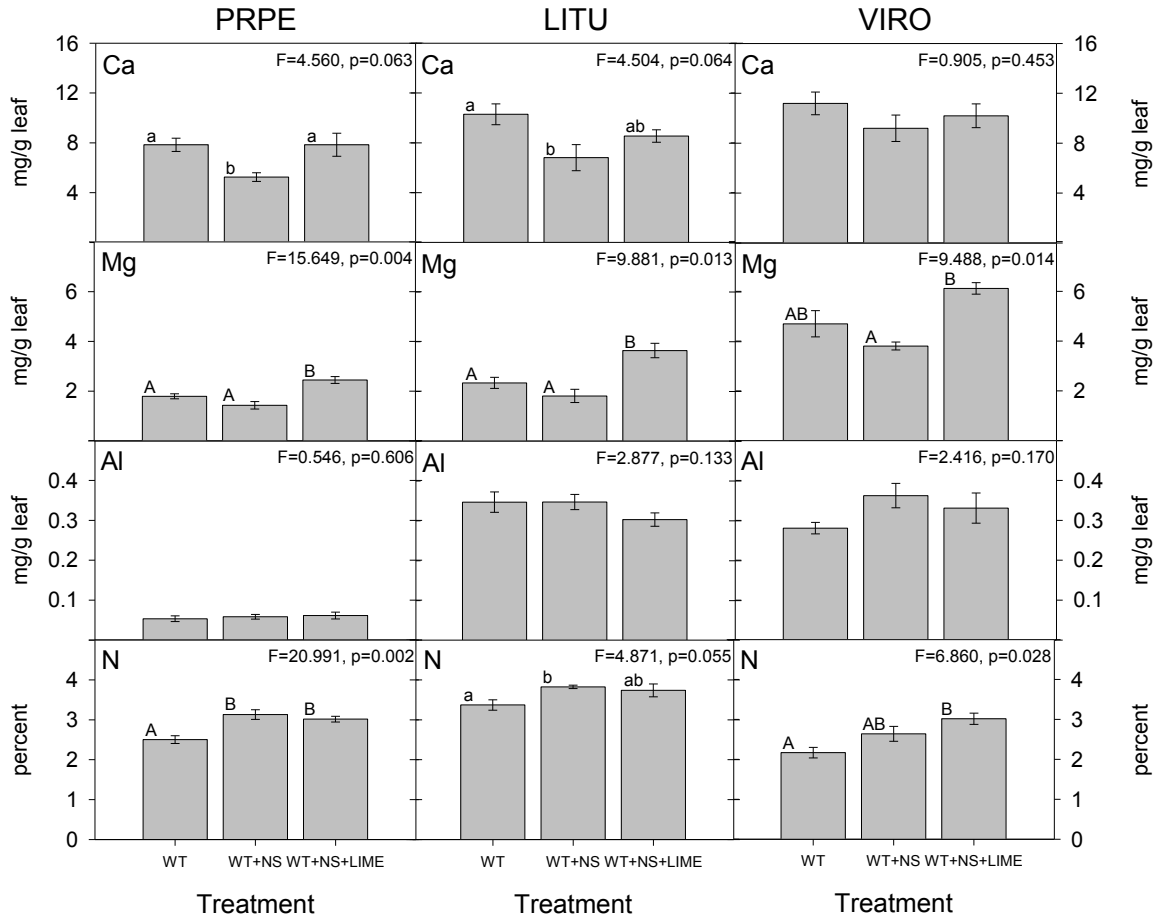 PRPE LITU VIRO
16 Ca F=4.560, p=0.063 Ca F=4.504, p=0.064 Ca F=0.905, p=0.453 16
12 a b a a b ab 12
mg/g leaf 8 8 mg/g leaf
4 4
Mg F=15.649, p=0.004 Mg F=9.881, p=0.013 Mg F=9.488, p=0.014
6 A A B A A B AB A B 6
mg/g leaf 4 4 mg/g leaf
2 2
Al F=0.546, p=0.606 Al F=2.877, p=0.133 Al F=2.416, p=0.170
0.4 0.4
mg/g leaf 0.3 0.3 mg/g leaf
0.2 0.2
0.1 0.1
N F=20.991, p=0.002 N F=4.871, p=0.055 N F=6.860, p=0.028
4 A B B a b ab A AB B 4
3 3
percent 2 2 percent
1 1
0 0
WT WT+NS WT+NS+LIME WT WT+NS WT+NS+LIME WT WT+NS WT+NS+LIME
Treatment Treatment Treatment